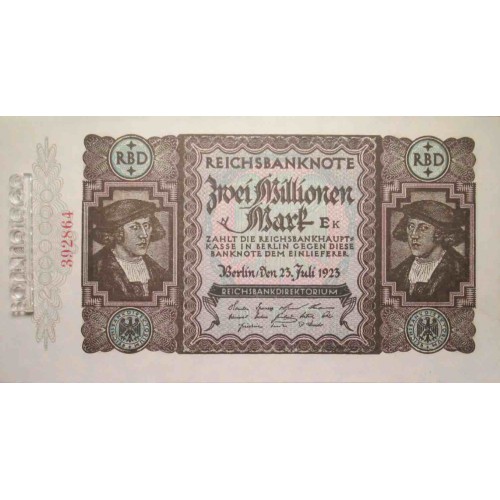 RBD
RBD
REICHSBANKNOTE
Zwei Millionen
Mark EK
ZAHLT DIE REICHSBANKHAUPT=
KASSE IN BERLIN GEGEN DIESE
BANKNOTE DEM EINLIEFERER.
Berlin, den 23. Juli 1923
REICHSBANKDIREKTORIUM
392864
2000000